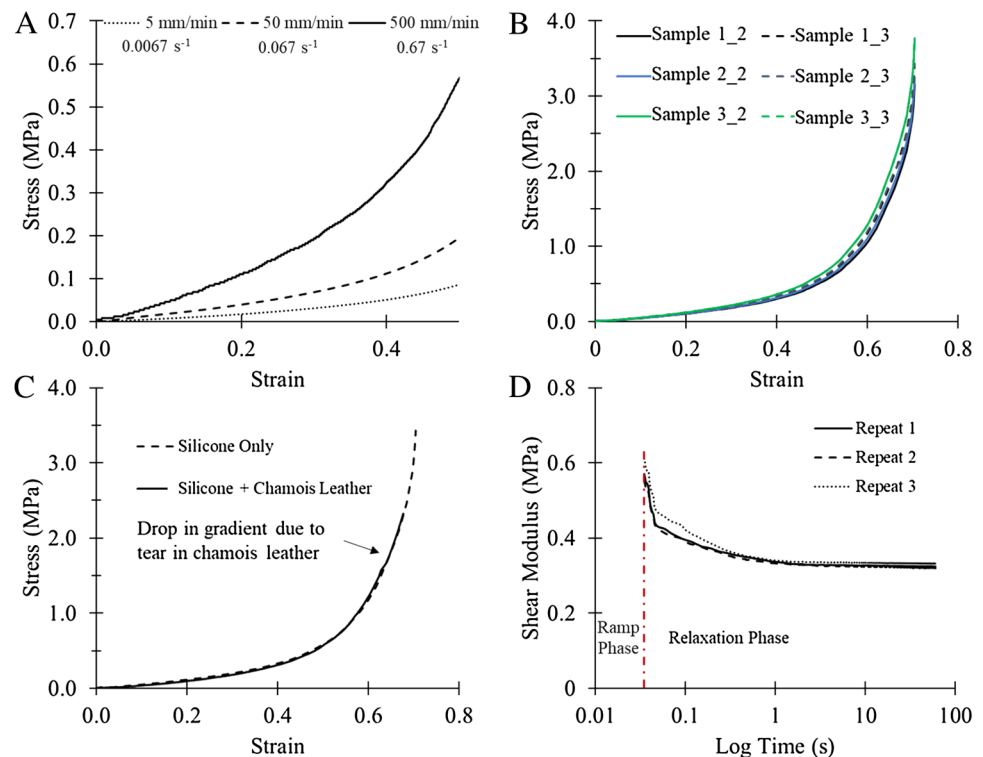 A
5 mm/min 50 mm/min 500 mm/min
0.0067 s-1 0.067 s-1 0.67 s-1
0.7
0.6
0.5
0.4
0.3
0.2
0.1
0.0
Stress (MPa)
0.0 0.2 0.4
Strain
B
Sample 1_2 Sample 1_3
Sample 2_2 Sample 2_3
Sample 3_2 Sample 3_3
4.0
3.0
2.0
1.0
0.0
Stress (MPa)
0 0.2 0.4 0.6 0.8
Strain
C
4.0
3.0
2.0
1.0
0.0
Stress (MPa)
Silicone Only
Silicone + Chamois Leather
Drop in gradient due to
tear in chamois leather
0.0 0.2 0.4 0.6 0.8
Strain
D
0.8
0.6
0.4
0.2
0
Shear Modulus (MPa)
Repeat 1
Repeat 2
Repeat 3
Ramp
Phase
Relaxation Phase
0.01 0.1 1 10 100
Log Time (s)